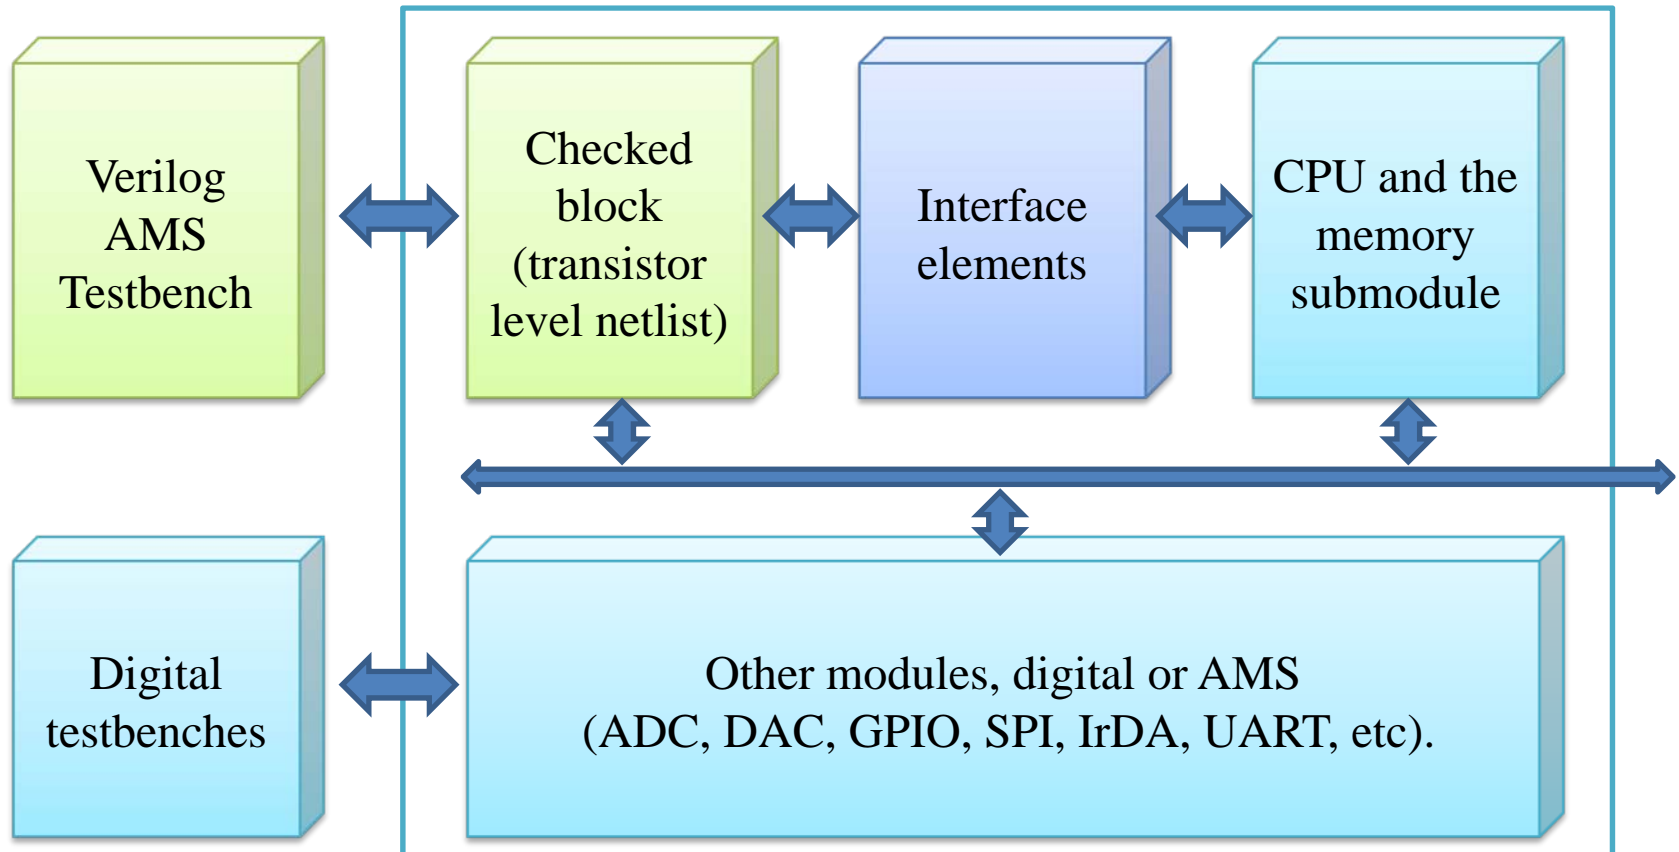 Verilog
AMS
Testbench
Checked
block
(transistor
level netlist)
Interface
elements
CPU and the
memory
submodule
Digital
testbenches
Other modules, digital or AMS
(ADC, DAC, GPIO, SPI, IrDA, UART, etc).